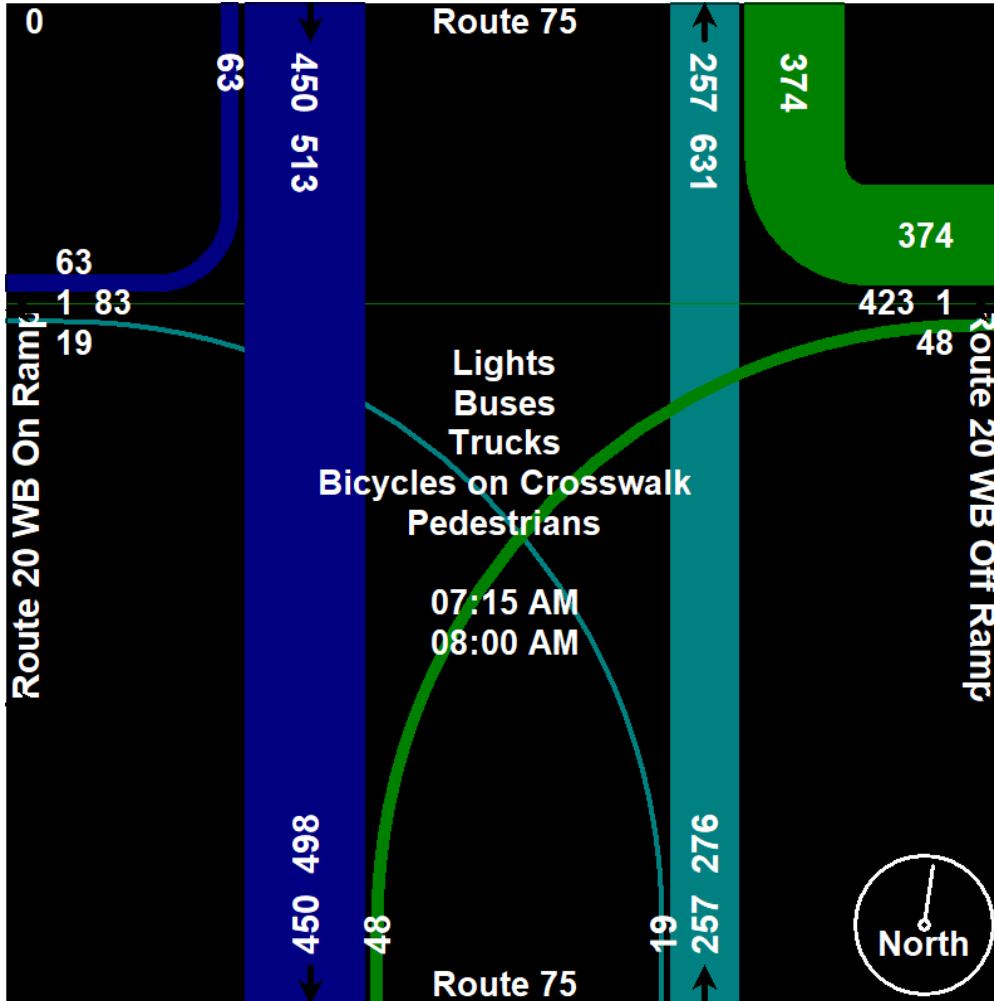 0
Route 75
63
450 513
257 631
374
374
63
1 83
19
423 1
48
Route 20 WB On Ramp
Route 20 WB Off Ramp
Lights
Buses
Trucks
Bicycles on Crosswalk
Pedestrians
07:15 AM
08:00 AM
450 498
48
19
257 276
North
Route 75